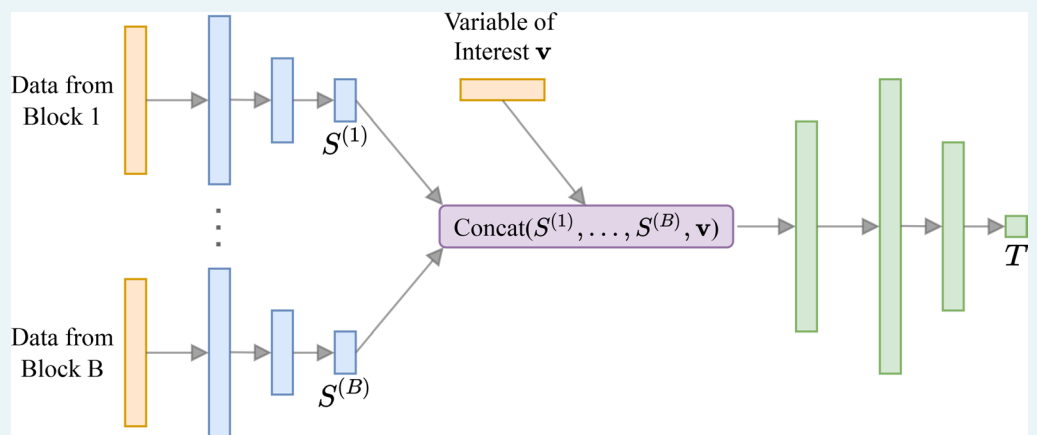 Variable of
Interest v
Data from
Block 1
S^{(1)}
⋮
Concat(S^{(1)}, . . . , S^{(B)}, v)
T
Data from
Block B
S^{(B)}